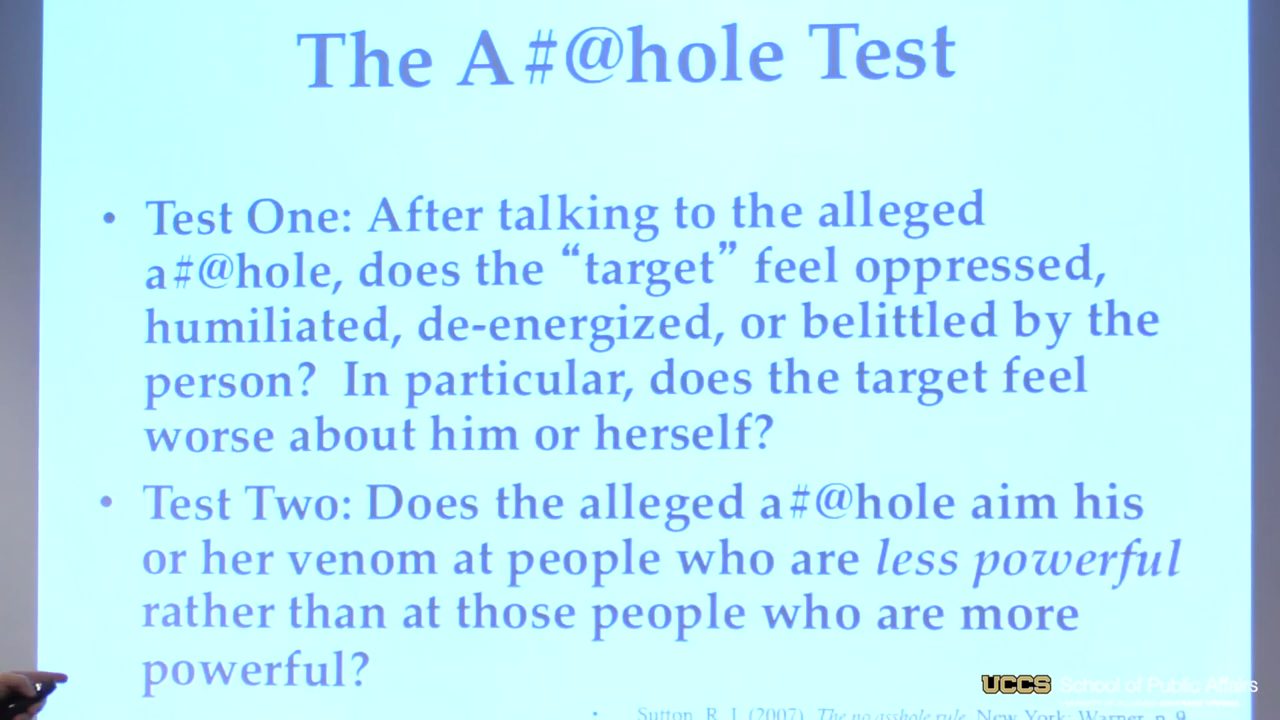 The A#@hole Test
• Test One: After talking to the alleged
a#@hole, does the “target” feel oppressed,
humiliated, de-energized, or belittled by the
person? In particular, does the target feel
worse about him or herself?
• Test Two: Does the alleged a#@hole aim his
or her venom at people who are less powerful
rather than at those people who are more
powerful?
UCCS School of Public Affairs
• Sutton, R. I. (2007). The no asshole rule. New York: Warner, p. 9